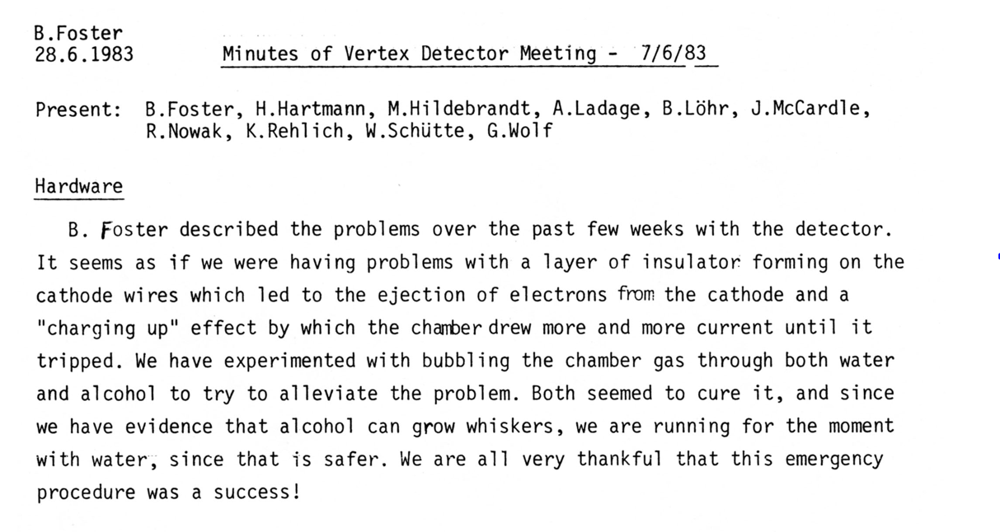 B.Foster
28.6.1983
Minutes of Vertex Detector Meeting - 7/6/83
Present: B.Foster, H.Hartmann, M.Hildebrandt, A.Ladage, B.Löhr, J.McCardle,
R.Nowak, K.Rehlich, W.Schütte, G.Wolf
Hardware
B. Foster described the problems over the past few weeks with the detector.
It seems as if we were having problems with a layer of insulator forming on the
cathode wires which led to the ejection of electrons from the cathode and a
"charging up" effect by which the chamber drew more and more current until it
tripped. We have experimented with bubbling the chamber gas through both water
and alcohol to try to alleviate the problem. Both seemed to cure it, and since
we have evidence that alcohol can grow whiskers, we are running for the moment
with water, since that is safer. We are all very thankful that this emergency
procedure was a success!